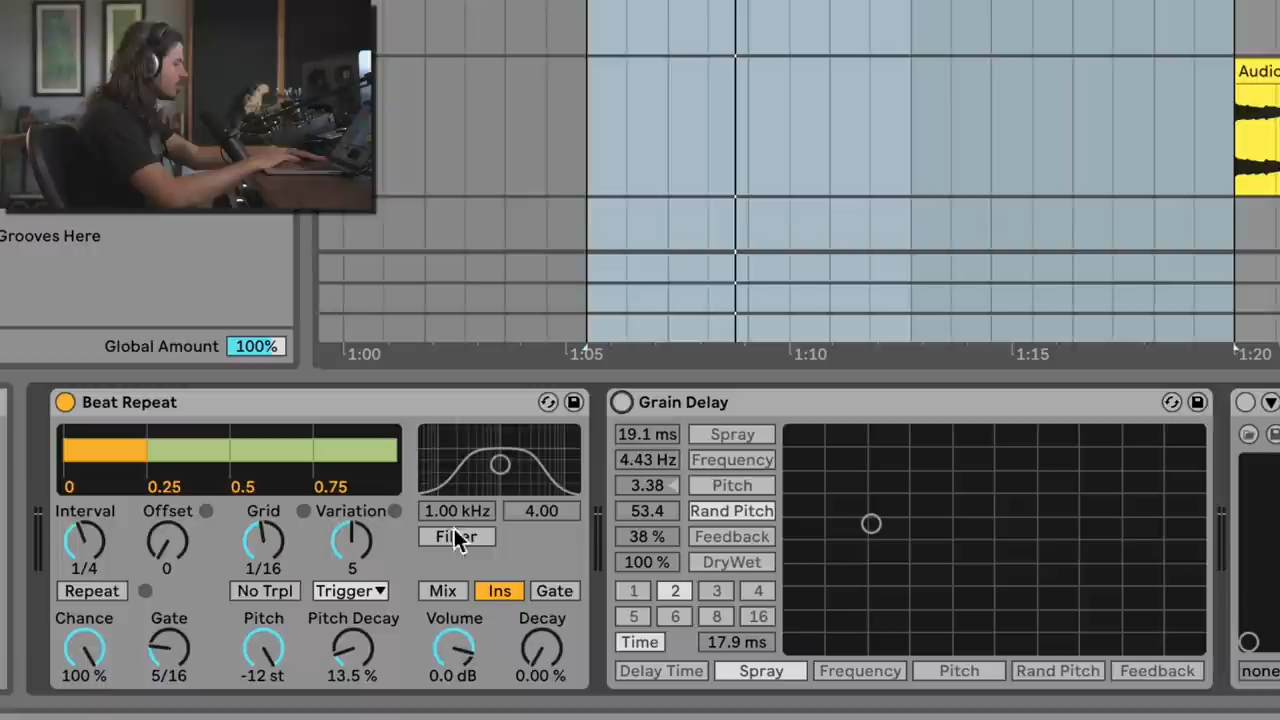 Audio
Grooves Here
Global Amount 100%
1:00 1:05 1:10 1:15 1:20
Beat Repeat
0 0.25 0.5 0.75
1.00 kHz 4.00
Interval Offset Grid Variation
1/4 0 1/16 5
Repeat No Trpl Trigger
Mix Ins Gate
Chance Gate Pitch Pitch Decay Volume Decay
100 % 5/16 -12 st 13.5 % 0.0 dB 0.00 %
Grain Delay
19.1 ms Spray
4.43 Hz Frequency
3.38 Pitch
53.4 Rand Pitch
38 % Feedback
100 % DryWet
1 2 3 4
5 6 8 16
Time 17.9 ms
Delay Time Spray Frequency Pitch Rand Pitch Feedback
none